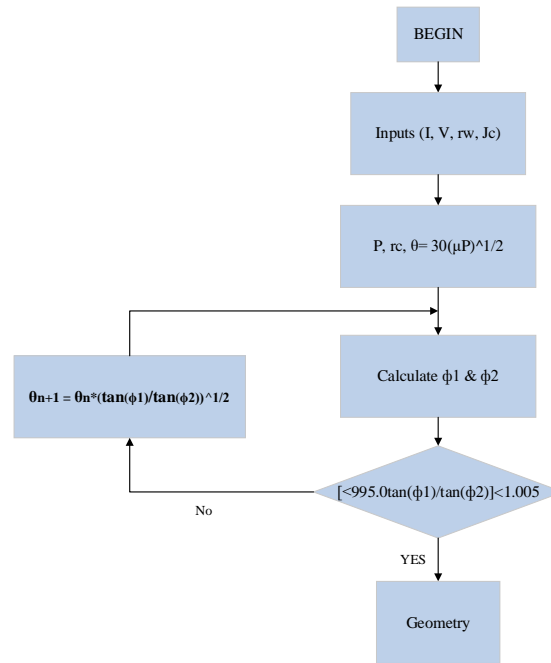 BEGIN
Inputs (I, V, rw, Jc)
P, rc, θ= 30(μP)^1/2
Calculate ϕ1 & ϕ2
θn+1 = θn*(tan(ϕ1)/tan(ϕ2))^1/2
[<995.0tan(ϕ1)/tan(ϕ2)]<1.005
No
YES
Geometry